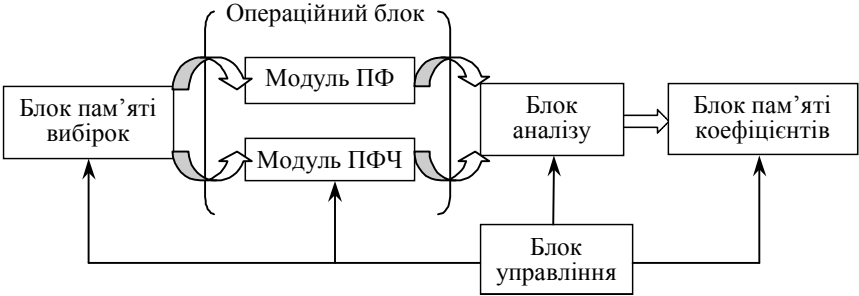 Операційний блок
Блок пам’яті
вибірок
Модуль ПФ
Модуль ПФЧ
Блок
аналізу
Блок пам’яті
коефіцієнтів
Блок
управління